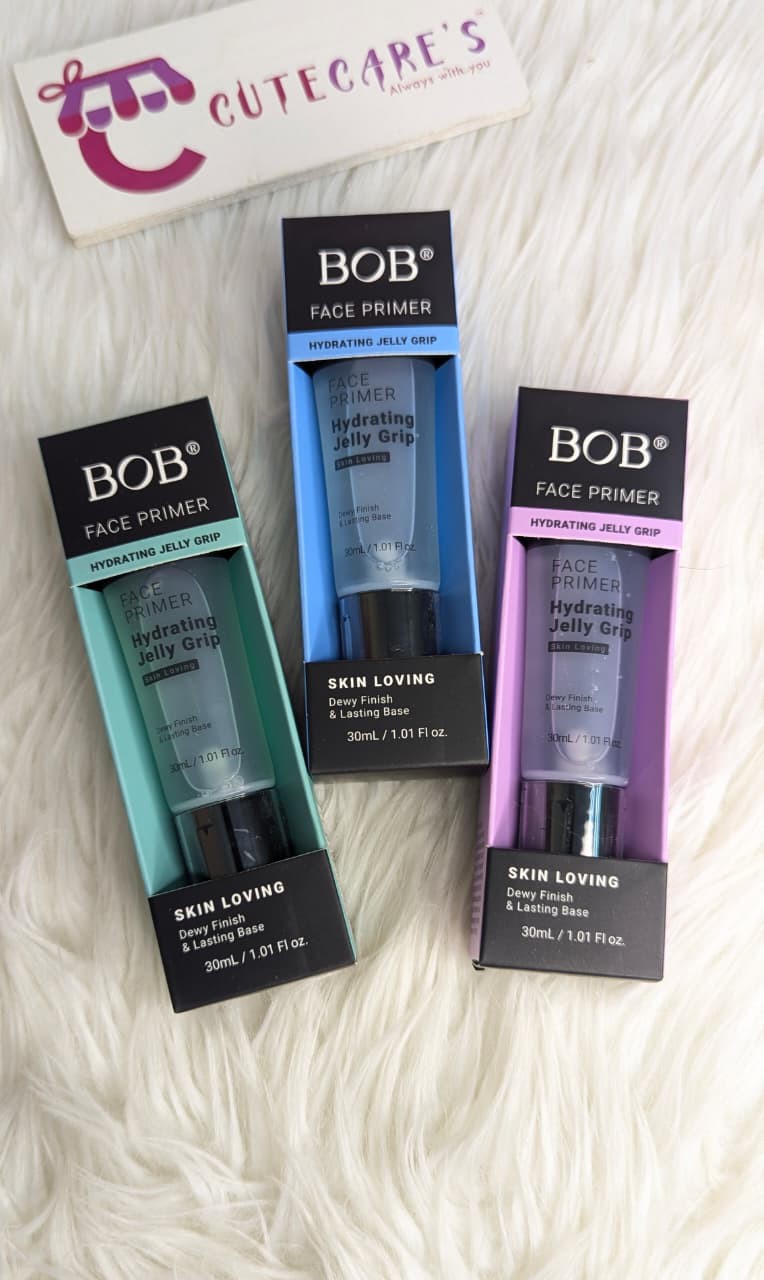 CUTECARE'S
Always with you
BOB®
FACE PRIMER
HYDRATING JELLY GRIP
FACE
PRIMER
Hydrating
Jelly Grip
Skin Loving
Dewy Finish
& Lasting Base
30mL / 1.01 Fl oz.
SKIN LOVING
Dewy Finish
& Lasting Base
30mL / 1.01 Fl oz.
BOB®
FACE PRIMER
HYDRATING JELLY GRIP
FACE
PRIMER
Hydrating
Jelly Grip
Skin Loving
Dewy Finish
& Lasting Base
30mL / 1.01 Fl oz.
SKIN LOVING
Dewy Finish
& Lasting Base
30mL / 1.01 Fl oz.
BOB®
FACE PRIMER
HYDRATING JELLY GRIP
FACE
PRIMER
Hydrating
Jelly Grip
Skin Loving
Dewy Finish
& Lasting Base
30mL / 1.01 Fl oz.
SKIN LOVING
Dewy Finish
& Lasting Base
30mL / 1.01 Fl oz.